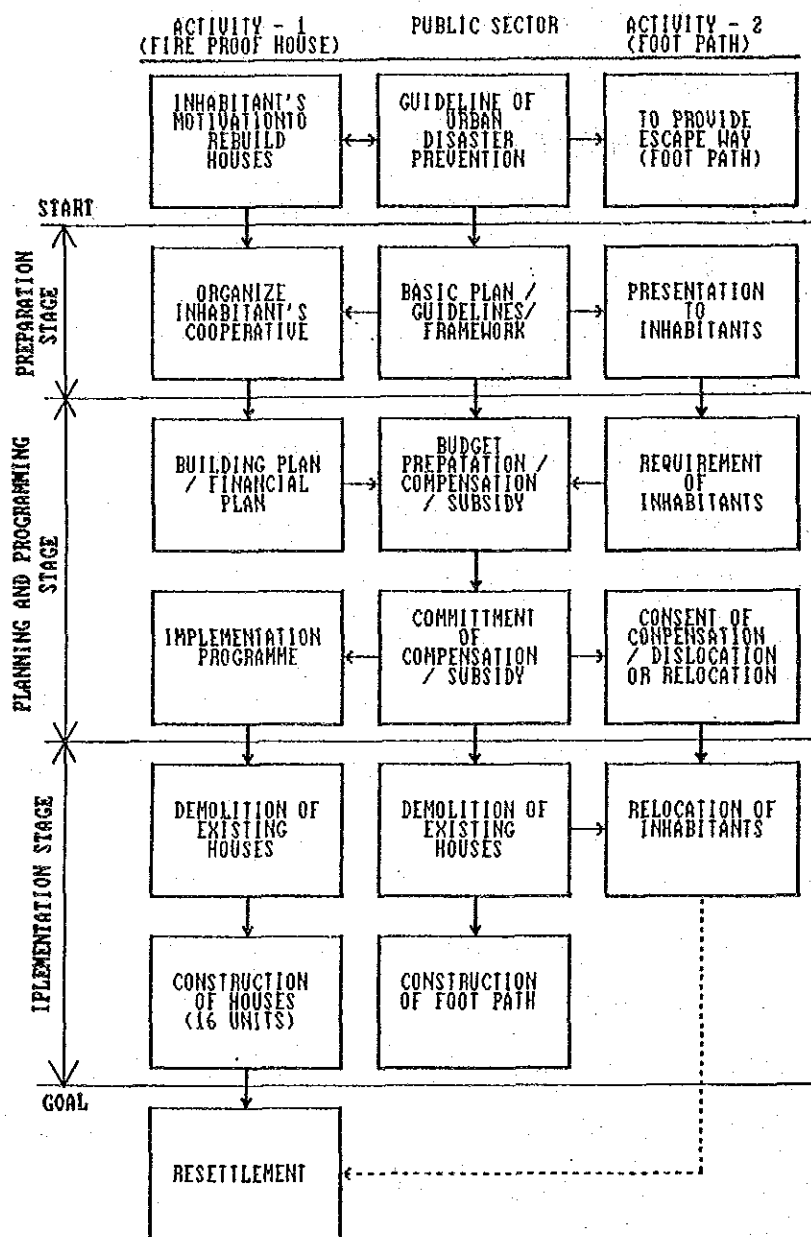 ACTIVITY - 1
(FIRE PROOF HOUSE)
PUBLIC SECTOR
ACTIVITY - 2
(FOOT PATH)
INHABITANT'S
MOTIVATIONTO
REBUILD
HOUSES
GUIDELINE OF
URBAN
DISASTER
PREVENTION
TO PROVIDE
ESCAPE WAY
(FOOT PATH)
START
PREPARATION
STAGE
ORGANIZE
INHABITANT'S
COOPERATIVE
BASIC PLAN /
GUIDELINES/
FRAMEWORK
PRESENTATION
TO
INHABITANTS
PLANNING AND PROGRAMMING
STAGE
BUILDING PLAN
/ FINANCIAL
PLAN
BUDGET
PREPATATION /
COMPENSATION
/ SUBSIDY
REQUIREMENT
OF
INHABITANTS
IMPLEMENTATION
PROGRAMME
COMMITTMENT
OF
COMPENSATION
/ SUBSIDY
CONSENT OF
COMPENSATION
/ DISLOCATION
OR RELOCATION
IPLEMENTATION STAGE
DEMOLITION OF
EXISTING
HOUSES
DEMOLITION OF
EXISTING
HOUSES
RELOCATION OF
INHABITANTS
CONSTRUCTION
OF HOUSES
(16 UNITS)
CONSTRUCTION
OF FOOT PATH
GOAL
RESETTLEMENT